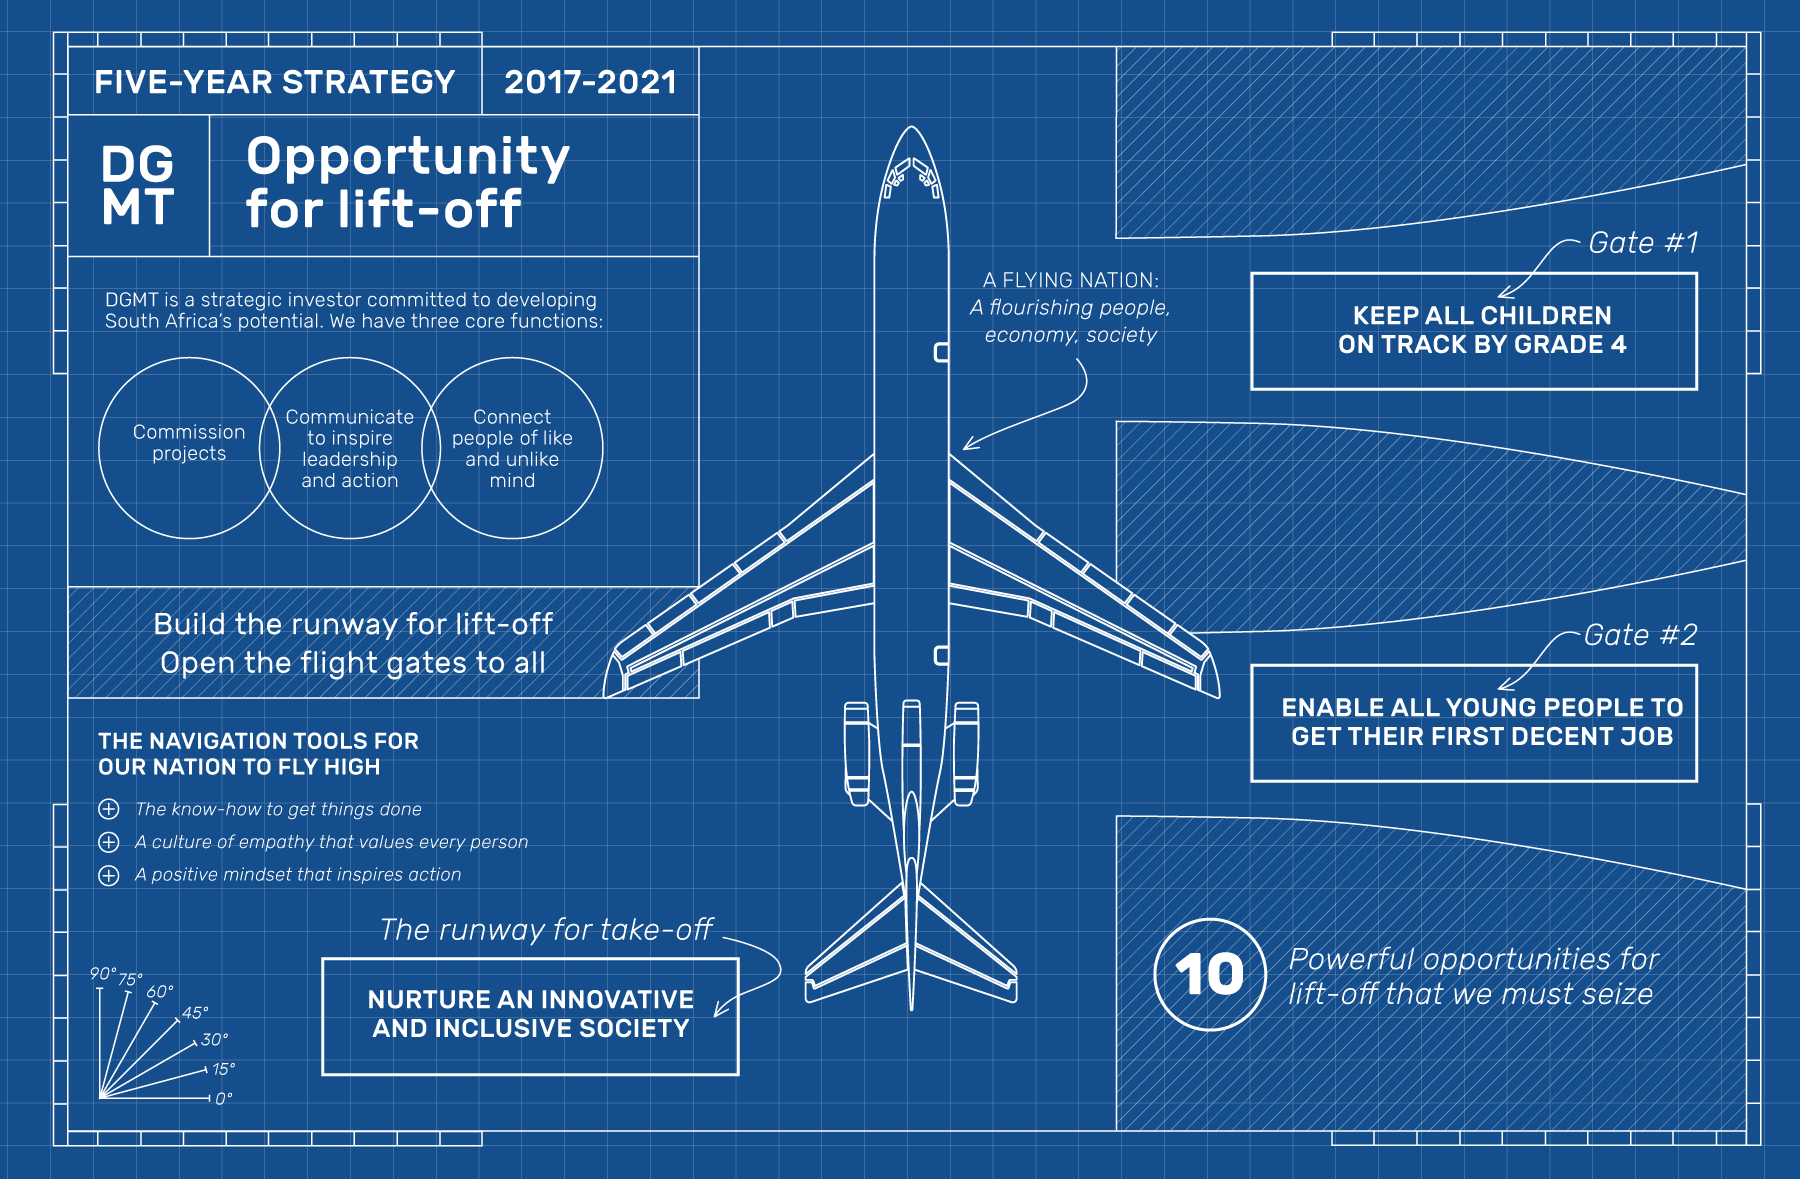 FIVE-YEAR STRATEGY
2017-2021
DG
MT
Opportunity
for lift-off
DGMT is a strategic investor committed to developing
South Africa's potential. We have three core functions:
Commission
projects
Communicate
to inspire
leadership
and action
Connect
people of like
and unlike
mind
Build the runway for lift-off
Open the flight gates to all
THE NAVIGATION TOOLS FOR
OUR NATION TO FLY HIGH
The know-how to get things done
A culture of empathy that values every person
A positive mindset that inspires action
90°
75°
60°
45°
30°
15°
0°
The runway for take-off
NURTURE AN INNOVATIVE
AND INCLUSIVE SOCIETY
A FLYING NATION:
A flourishing people,
economy, society
Gate #1
KEEP ALL CHILDREN
ON TRACK BY GRADE 4
Gate #2
ENABLE ALL YOUNG PEOPLE TO
GET THEIR FIRST DECENT JOB
10
Powerful opportunities for
lift-off that we must seize